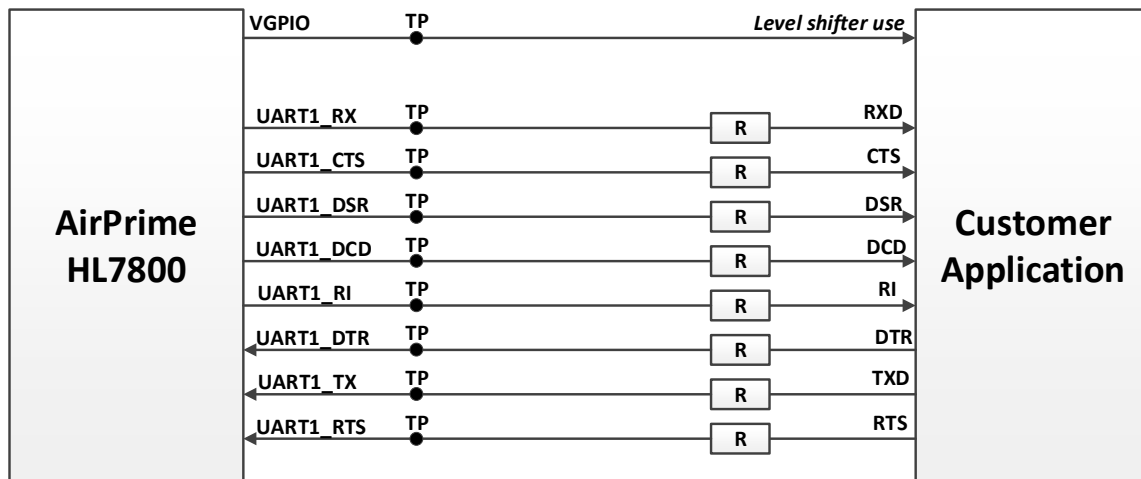 VGPIO TP Level shifter use
UART1_RX TP R RXD
UART1_CTS TP R CTS
UART1_DSR TP R DSR
UART1_DCD TP R DCD
UART1_RI TP R RI
UART1_DTR TP R DTR
UART1_TX TP R TXD
UART1_RTS TP R RTS
AirPrime
HL7800
Customer
Application